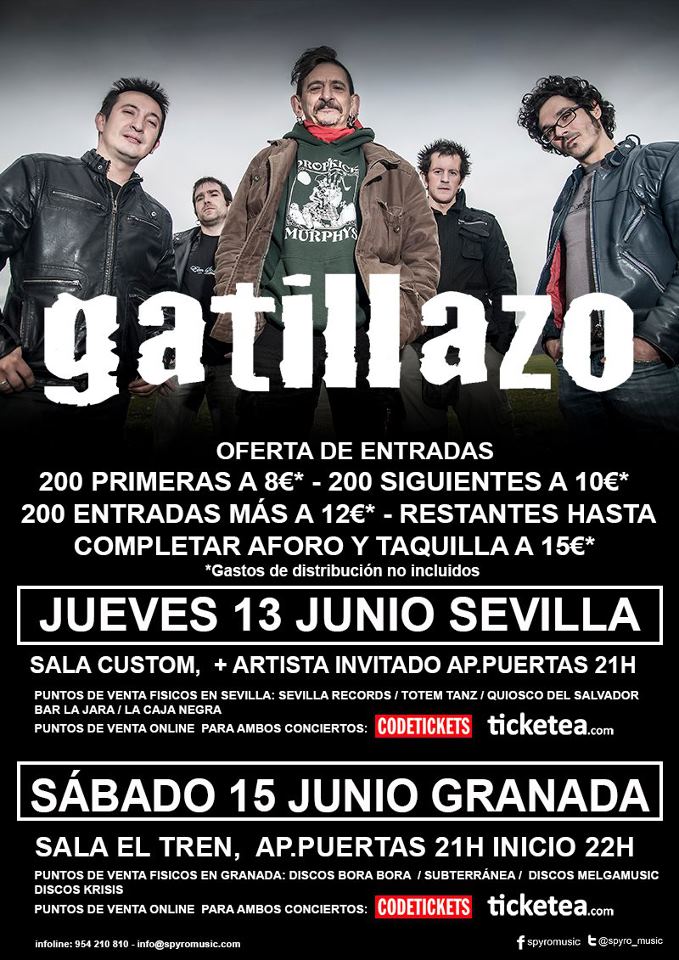 DROPKICK
MURPHYS
gatillazo
OFERTA DE ENTRADAS
200 PRIMERAS A 8€* - 200 SIGUIENTES A 10€*
200 ENTRADAS MÁS A 12€* - RESTANTES HASTA
COMPLETAR AFORO Y TAQUILLA A 15€*
*Gastos de distribución no incluidos
JUEVES 13 JUNIO SEVILLA
SALA CUSTOM, + ARTISTA INVITADO AP.PUERTAS 21H
PUNTOS DE VENTA FISICOS EN SEVILLA: SEVILLA RECORDS / TOTEM TANZ / QUIOSCO DEL SALVADOR
BAR LA JARA / LA CAJA NEGRA
PUNTOS DE VENTA ONLINE PARA AMBOS CONCIERTOS: CODETICKETS ticketea.com
SÁBADO 15 JUNIO GRANADA
SALA EL TREN, AP.PUERTAS 21H INICIO 22H
PUNTOS DE VENTA FISICOS EN GRANADA: DISCOS BORA BORA / SUBTERRÁNEA / DISCOS MELGAMUSIC
DISCOS KRISIS
PUNTOS DE VENTA ONLINE PARA AMBOS CONCIERTOS: CODETICKETS ticketea.com
infoline: 954 210 810 - info@spyromusic.com f spyromusic @spyro_music